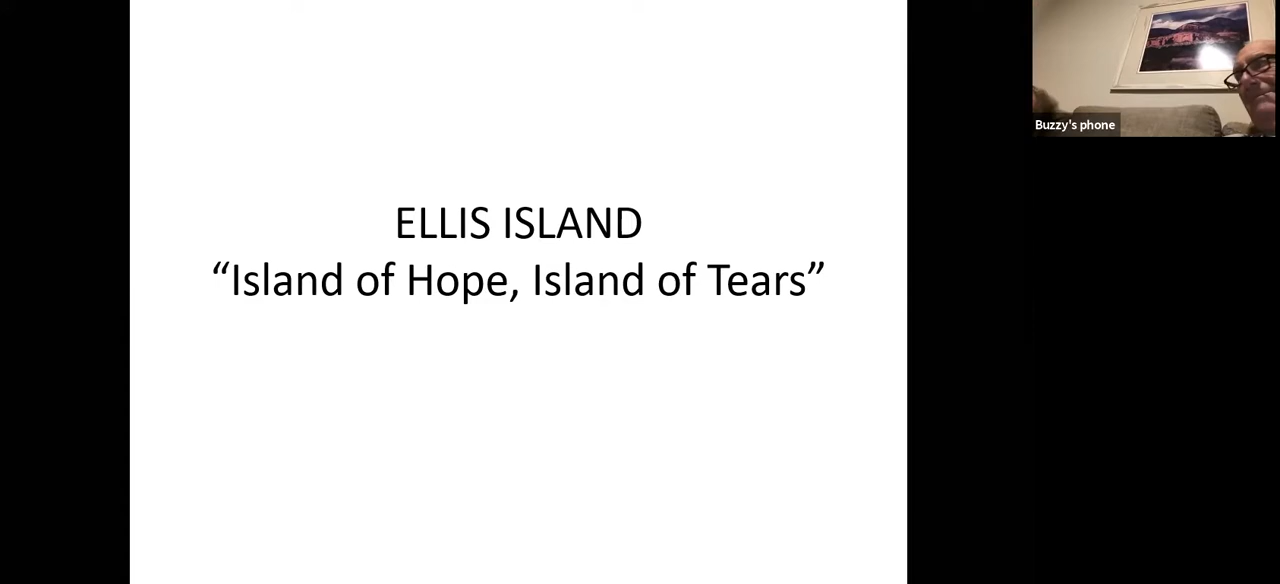 ELLIS ISLAND
“Island of Hope, Island of Tears”
Buzzy's phone